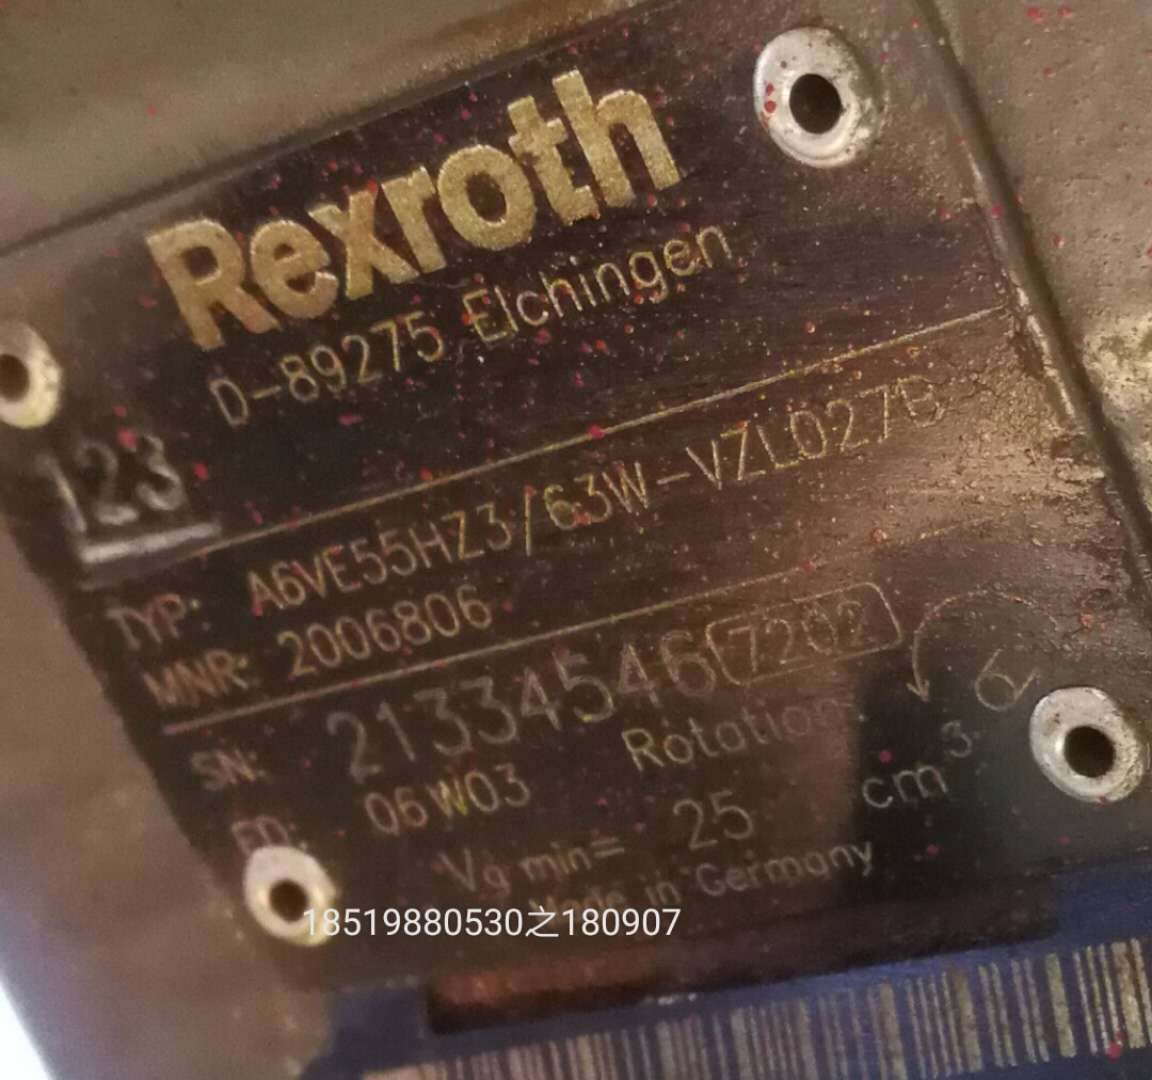 Rexroth
D-89275 Elchingen
123
TYP: A6VE55HZ3/63W-VZL027B
MNR: 2006806
SN: 21334546 7202
FD: 06W03 Rotation:
Vg min= 25 cm³
Made in Germany
18519880530之180907